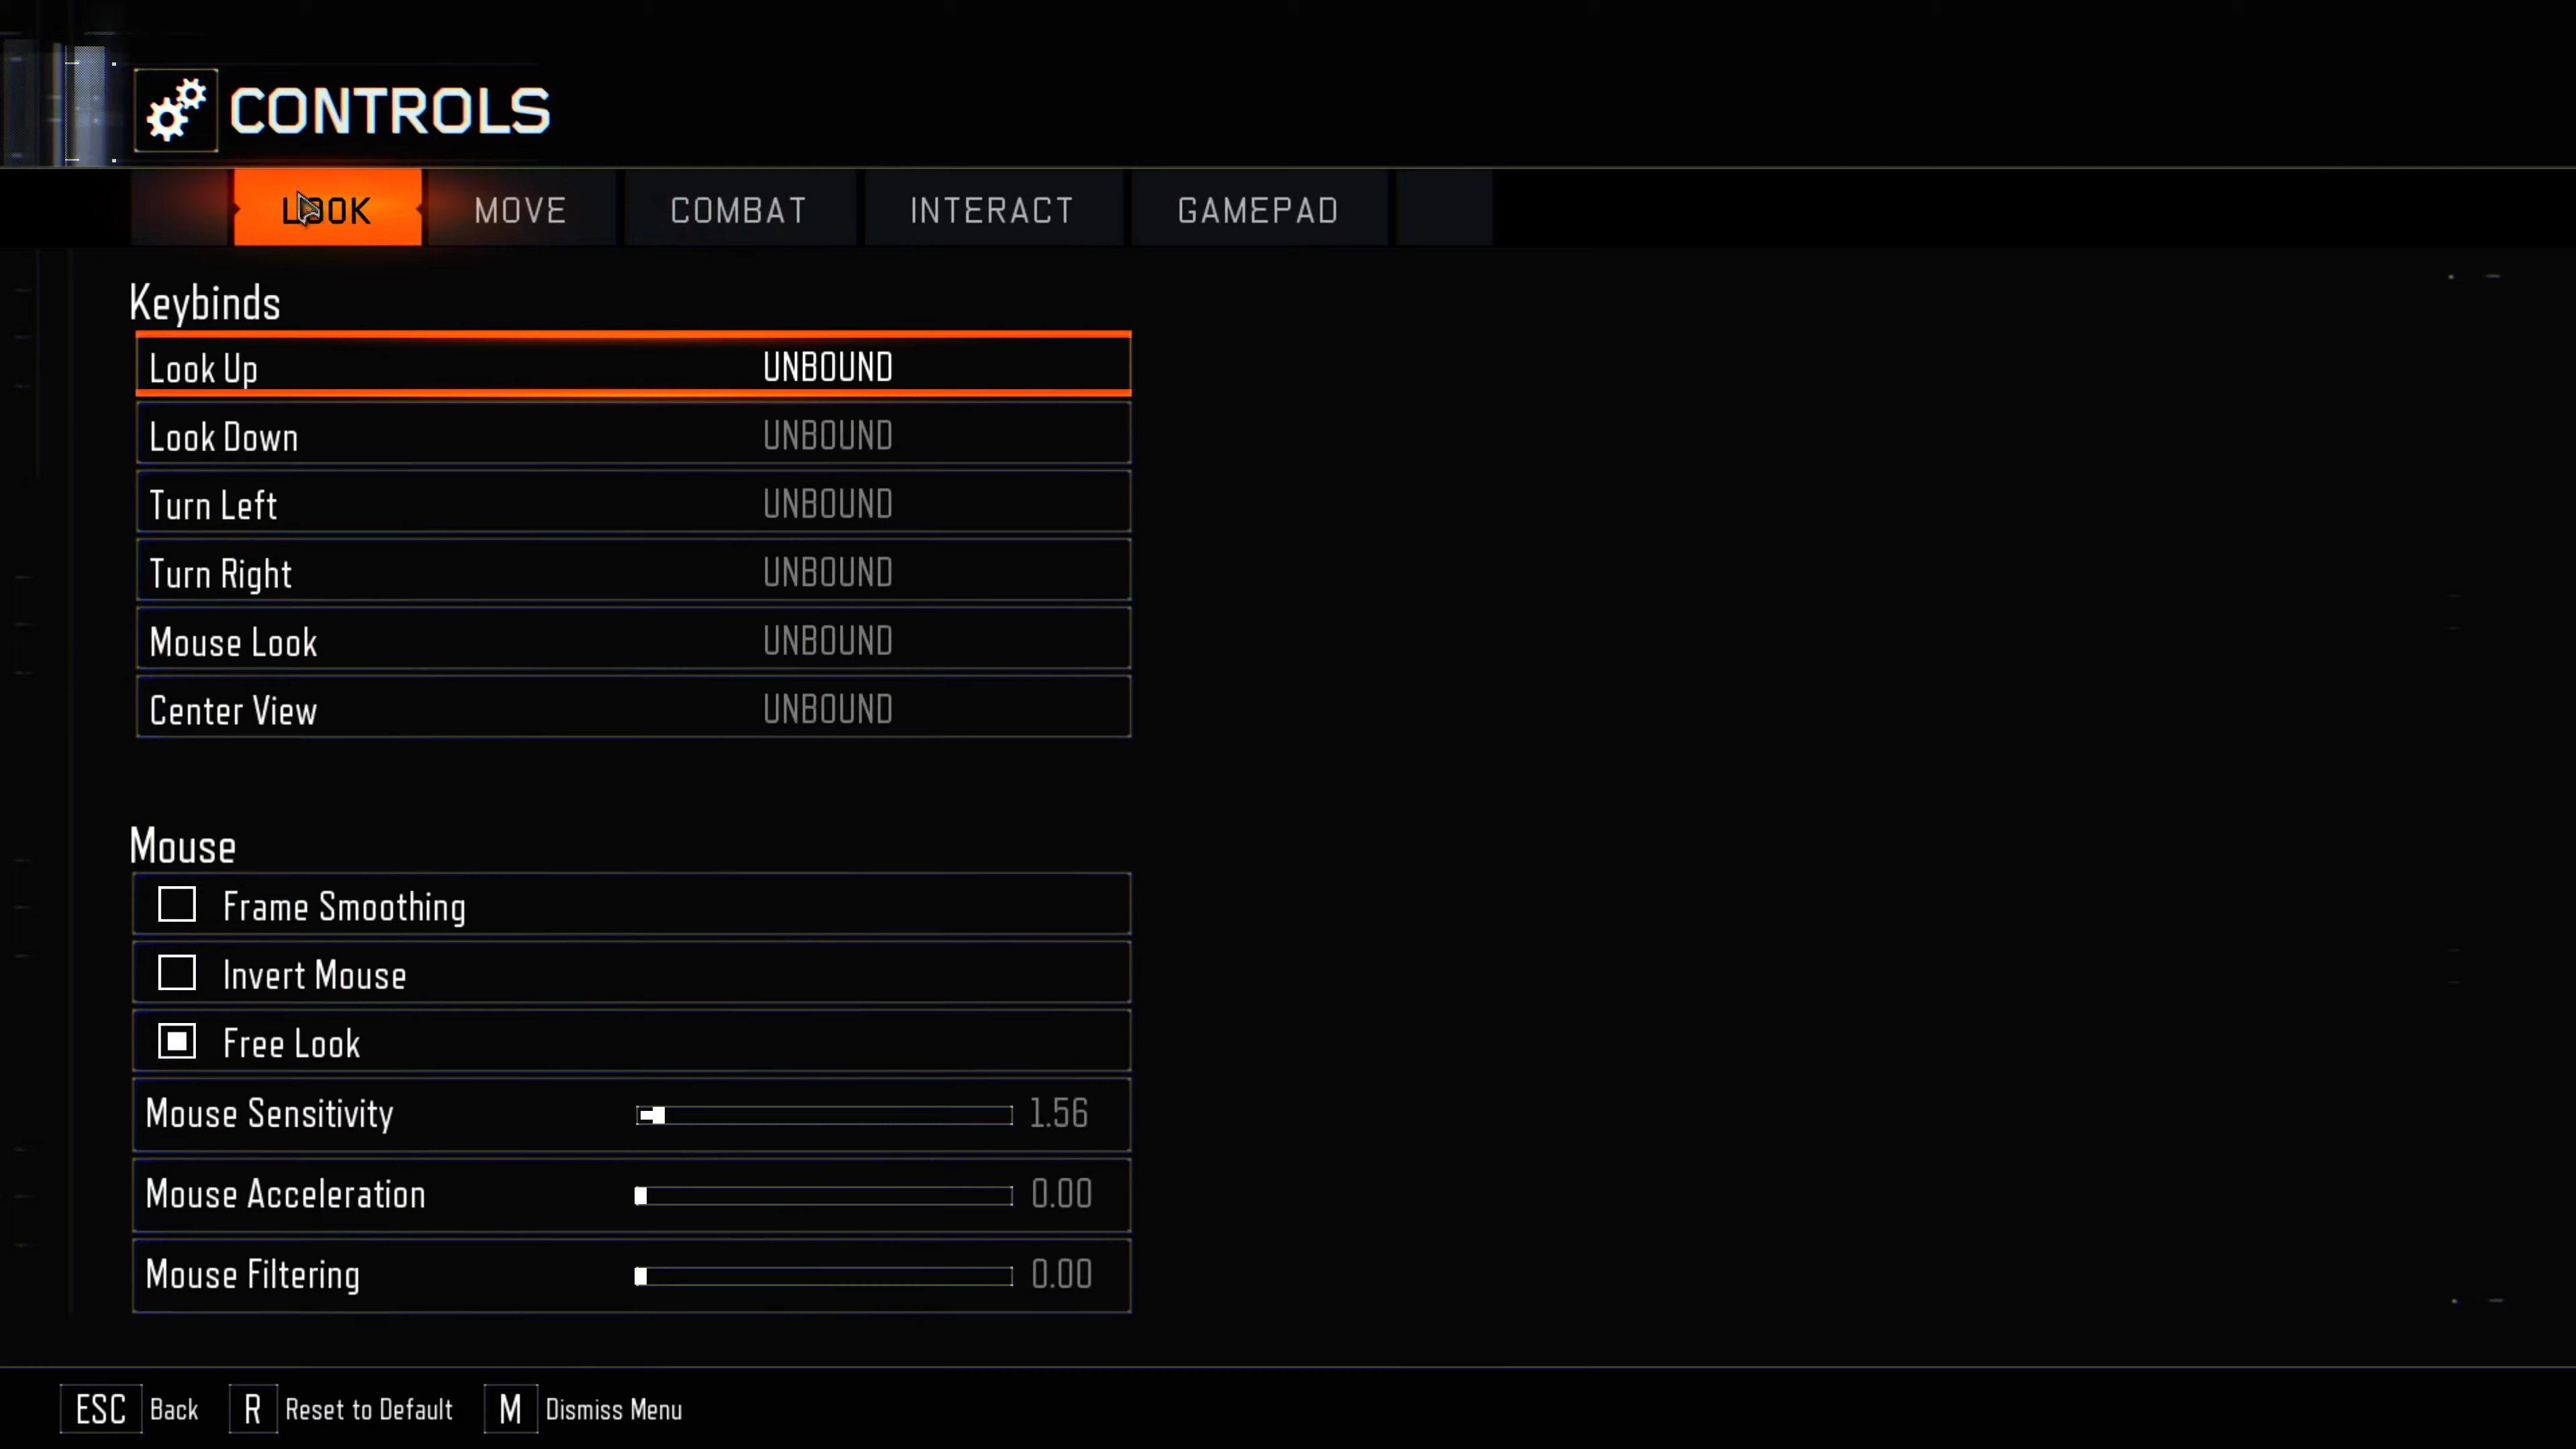 CONTROLS
LOOK MOVE COMBAT INTERACT GAMEPAD
Keybinds
Look Up UNBOUND
Look Down UNBOUND
Turn Left UNBOUND
Turn Right UNBOUND
Mouse Look UNBOUND
Center View UNBOUND
Mouse
Frame Smoothing
Invert Mouse
Free Look
Mouse Sensitivity 1.56
Mouse Acceleration 0.00
Mouse Filtering 0.00
ESC Back R Reset to Default M Dismiss Menu